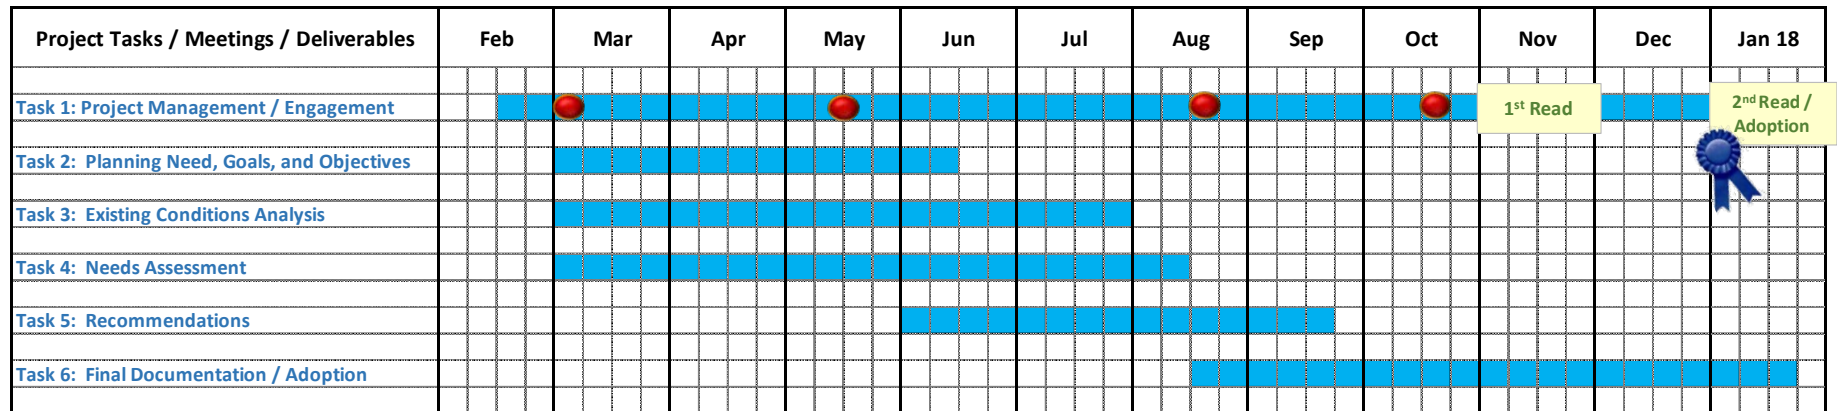 Project Tasks / Meetings / Deliverables Feb Mar Apr May Jun Jul Aug Sep Oct Nov Dec Jan 18
Task 1: Project Management / Engagement
1st Read
2nd Read /
Adoption
Task 2:  Planning Need, Goals, and Objectives
Task 3:  Existing Conditions Analysis
Task 4:  Needs Assessment
Task 5:  Recommendations
Task 6:  Final Documentation / Adoption